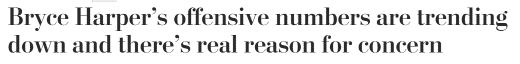 Bryce Harper’s offensive numbers are trending
down and there’s real reason for concern